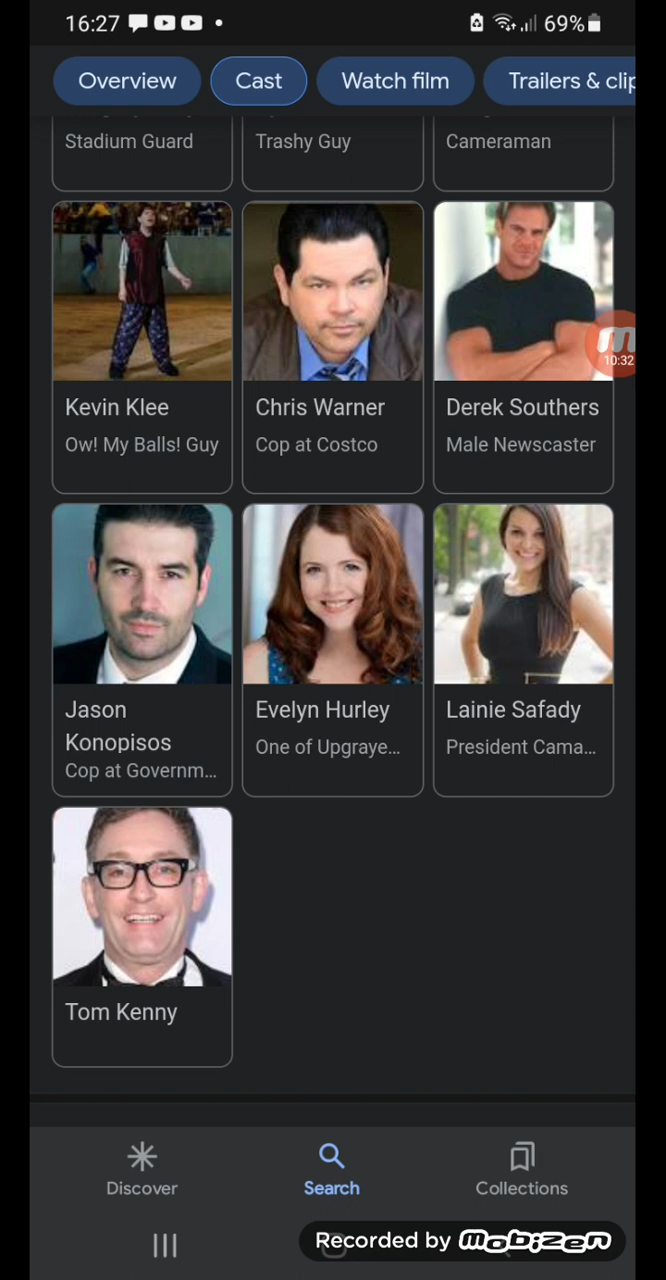 16:27
69%
Overview
Cast
Watch film
Trailers & clip
Stadium Guard
Trashy Guy
Cameraman
10:32
Kevin Klee
Chris Warner
Derek Southers
Ow! My Balls! Guy
Cop at Costco
Male Newscaster
Jason
Konopisos
Evelyn Hurley
Lainie Safady
Cop at Governm...
One of Upgraye...
President Cama...
Tom Kenny
Discover
Search
Collections
Recorded by mobizen